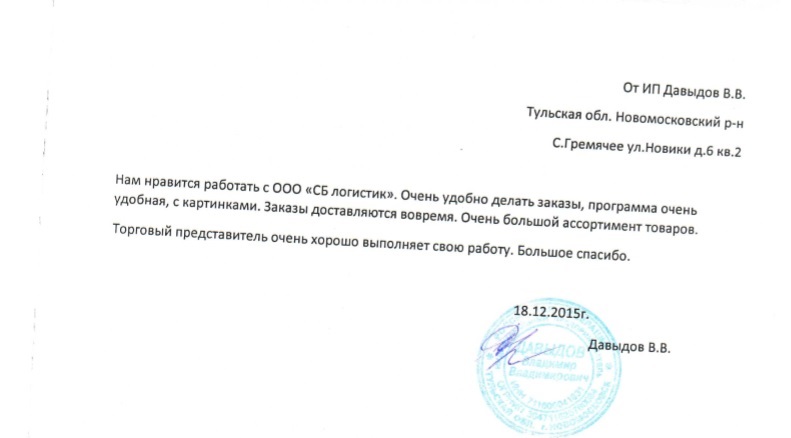 От ИП Давыдов В.В.
Тульская обл. Новомосковский р-н
С.Гремячее ул.Новики д.6 кв.2
Нам нравится работать с ООО «СБ логистик». Очень удобно делать заказы, программа очень
удобная, с картинками. Заказы доставляются вовремя. Очень большой ассортимент товаров.
Торговый представитель очень хорошо выполняет свою работу. Большое спасибо.
18.12.2015г.
Давыдов В.В.
ДАВЫДОВ
Владимир
Владимирович